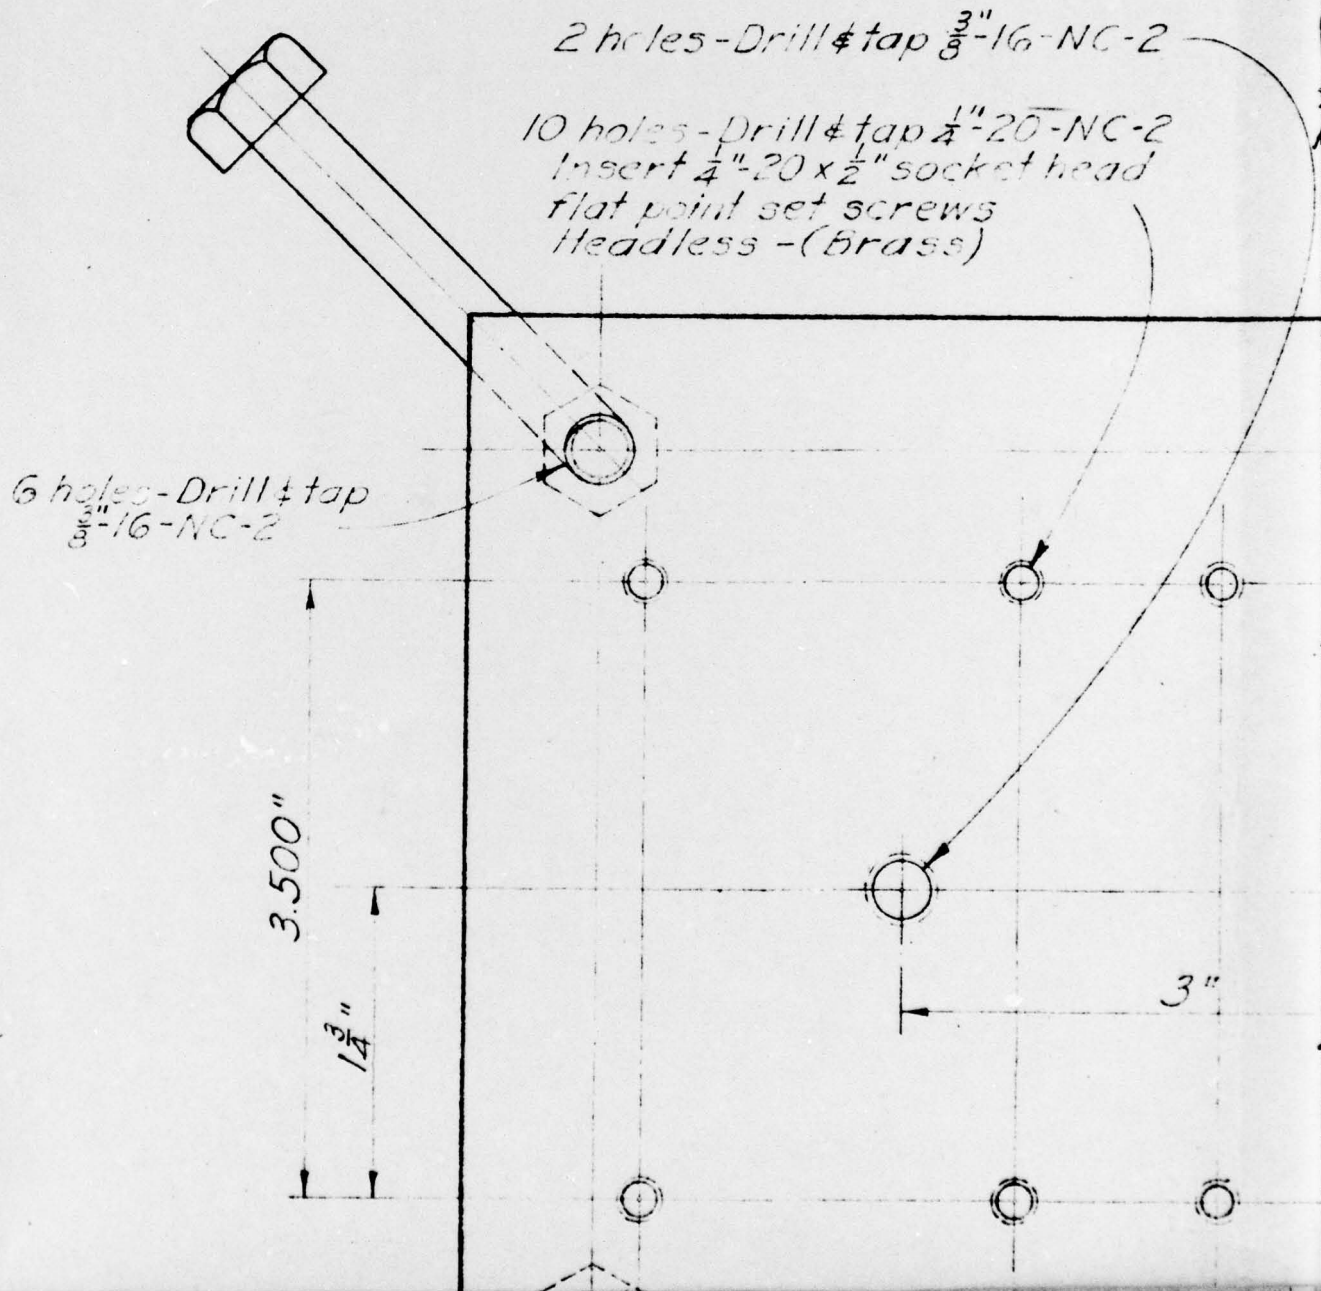 2 holes-Drill & tap 3/8"-16-NC-2
10 holes-Drill & tap 1/4"-20-NC-2
Insert 1/4"-20 x 1/2" socket head
flat point set screws
Headless -(Brass)
6 holes-Drill & tap
3/8"-16-NC-2
3.500"
1 3/4"
3"